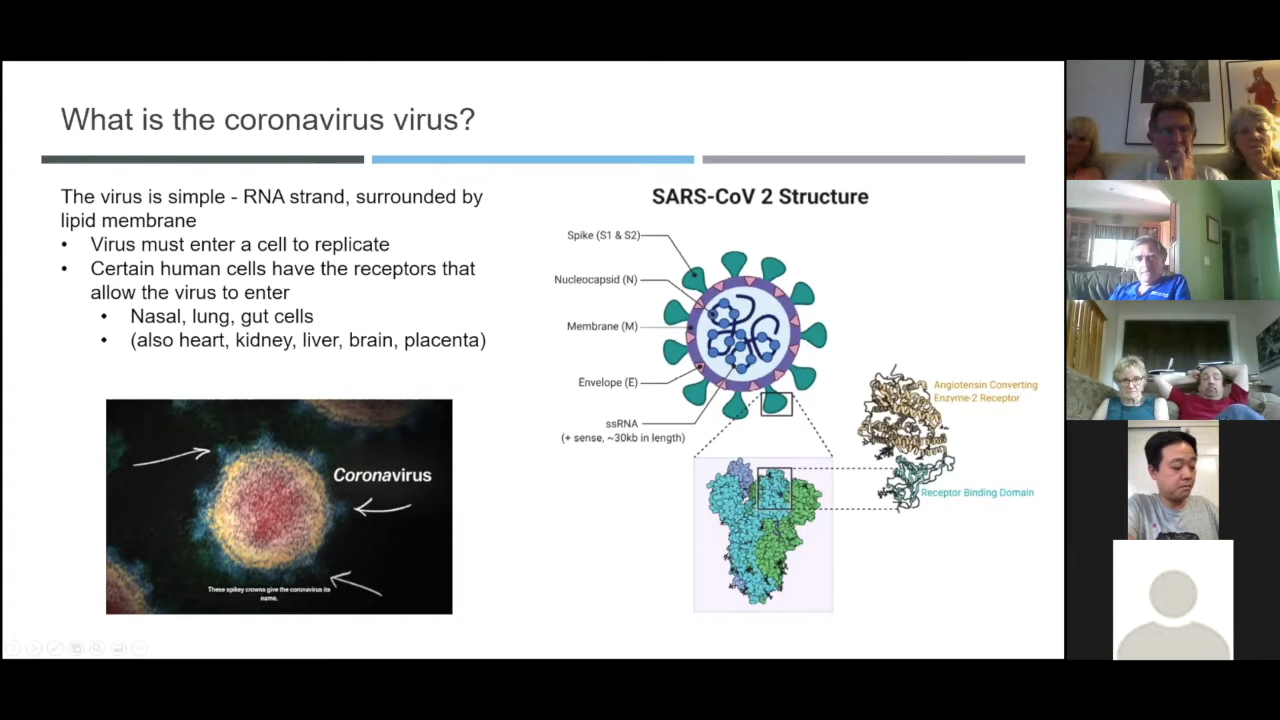 What is the coronavirus virus?
The virus is simple - RNA strand, surrounded by
lipid membrane
• Virus must enter a cell to replicate
• Certain human cells have the receptors that
allow the virus to enter
• Nasal, lung, gut cells
• (also heart, kidney, liver, brain, placenta)
Coronavirus
These spikey crowns give the coronavirus its
name.
SARS-CoV 2 Structure
Spike (S1 & S2)
Nucleocapsid (N)
Membrane (M)
Envelope (E)
ssRNA
(+ sense, ~30kb in length)
Angiotensin Converting
Enzyme-2 Receptor
Receptor Binding Domain